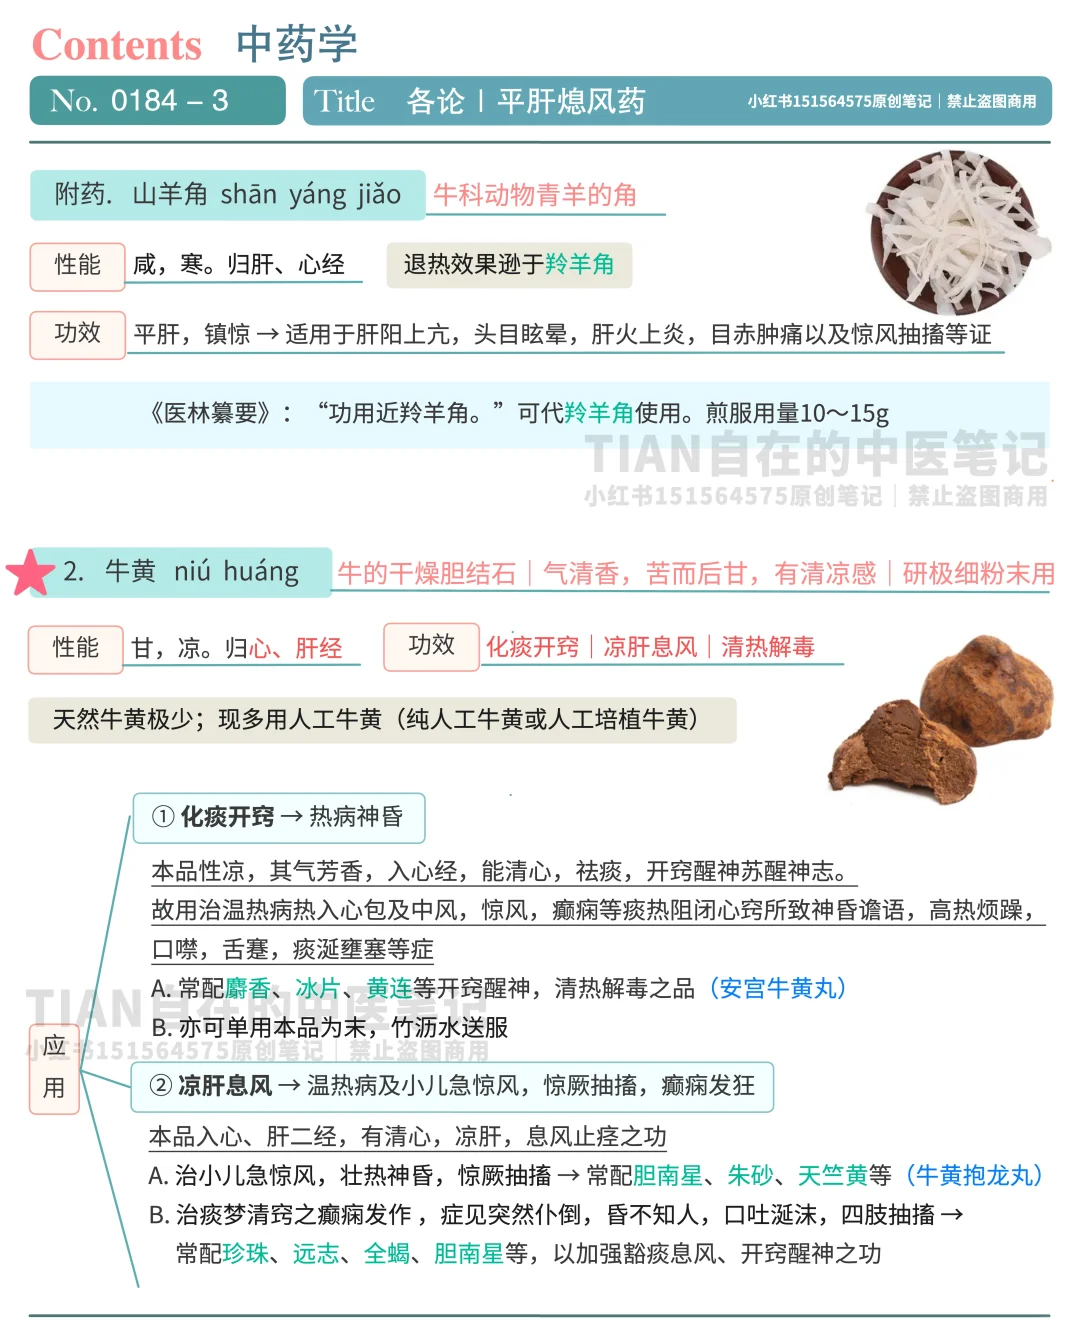 Contents 中药学
No. 0184 – 3
Title 各论 | 平肝熄风药 小红书151564575原创笔记｜禁止盗图商用
附药. 山羊角 shān yáng jiǎo 牛科动物青羊的角
性能 咸，寒。归肝、心经 退热效果逊于羚羊角
功效 平肝，镇惊 → 适用于肝阳上亢，头目眩晕，肝火上炎，目赤肿痛以及惊风抽搐等证
《医林纂要》：“功用近羚羊角。”可代羚羊角使用。煎服用量10～15g
TIAN自在的中医笔记
小红书151564575原创笔记｜禁止盗图商用
2. 牛黄 niú huáng 牛的干燥胆结石｜气清香，苦而后甘，有清凉感｜研极细粉末用
性能 甘，凉。归心、肝经 功效 化痰开窍｜凉肝息风｜清热解毒
天然牛黄极少；现多用人工牛黄（纯人工牛黄或人工培植牛黄）
① 化痰开窍 → 热病神昏
本品性凉，其气芳香，入心经，能清心，祛痰，开窍醒神苏醒神志。
故用治温热病热入心包及中风，惊风，癫痫等痰热阻闭心窍所致神昏谵语，高热烦躁，
口噤，舌蹇，痰涎壅塞等症
A. 常配麝香、冰片、黄连等开窍醒神，清热解毒之品（安宫牛黄丸）
TIAN自在的中医笔记
B. 亦可单用本品为末，竹沥水送服
小红书151564575原创笔记｜禁止盗图商用
应用
② 凉肝息风 → 温热病及小儿急惊风，惊厥抽搐，癫痫发狂
本品入心、肝二经，有清心，凉肝，息风止痉之功
A. 治小儿急惊风，壮热神昏，惊厥抽搐 → 常配胆南星、朱砂、天竺黄等（牛黄抱龙丸）
B. 治痰梦清窍之癫痫发作 ，症见突然仆倒，昏不知人，口吐涎沫，四肢抽搐 →
常配珍珠、远志、全蝎、胆南星等，以加强豁痰息风、开窍醒神之功